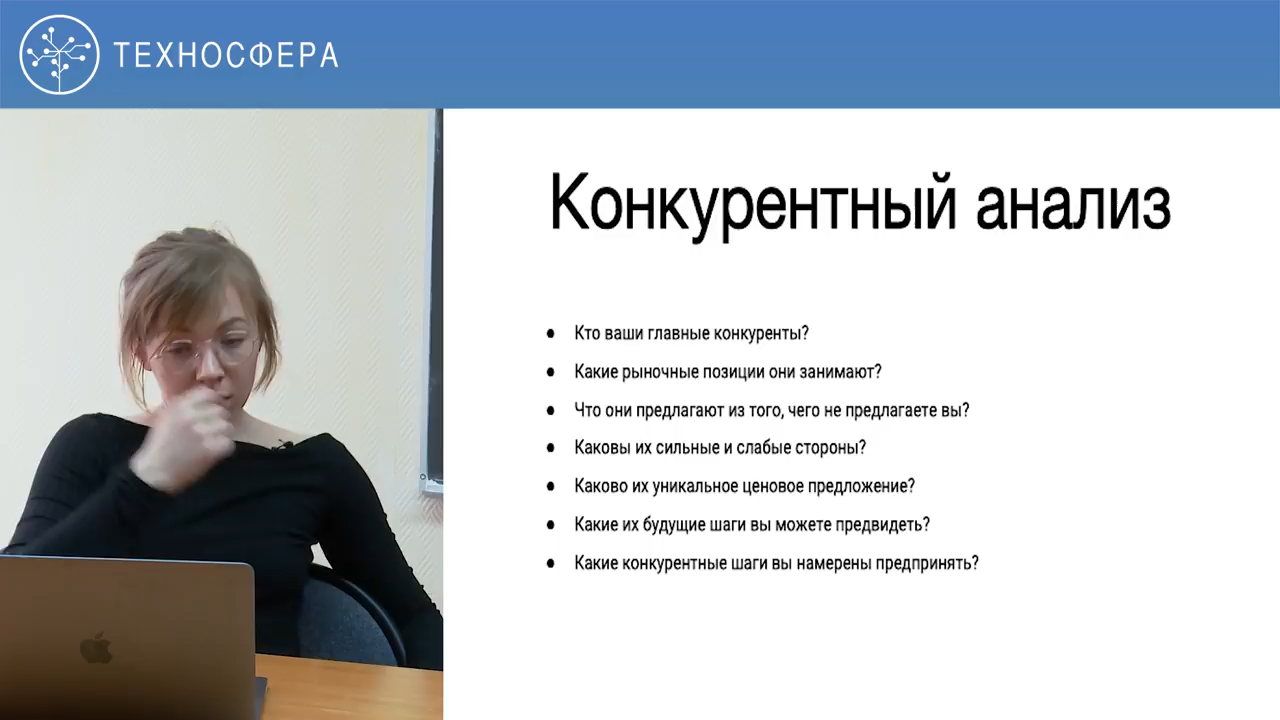 ТЕХНОСФЕРА
Конкурентный анализ
● Кто ваши главные конкуренты?
● Какие рыночные позиции они занимают?
● Что они предлагают из того, чего не предлагаете вы?
● Каковы их сильные и слабые стороны?
● Каково их уникальное ценовое предложение?
● Какие их будущие шаги вы можете предвидеть?
● Какие конкурентные шаги вы намерены предпринять?